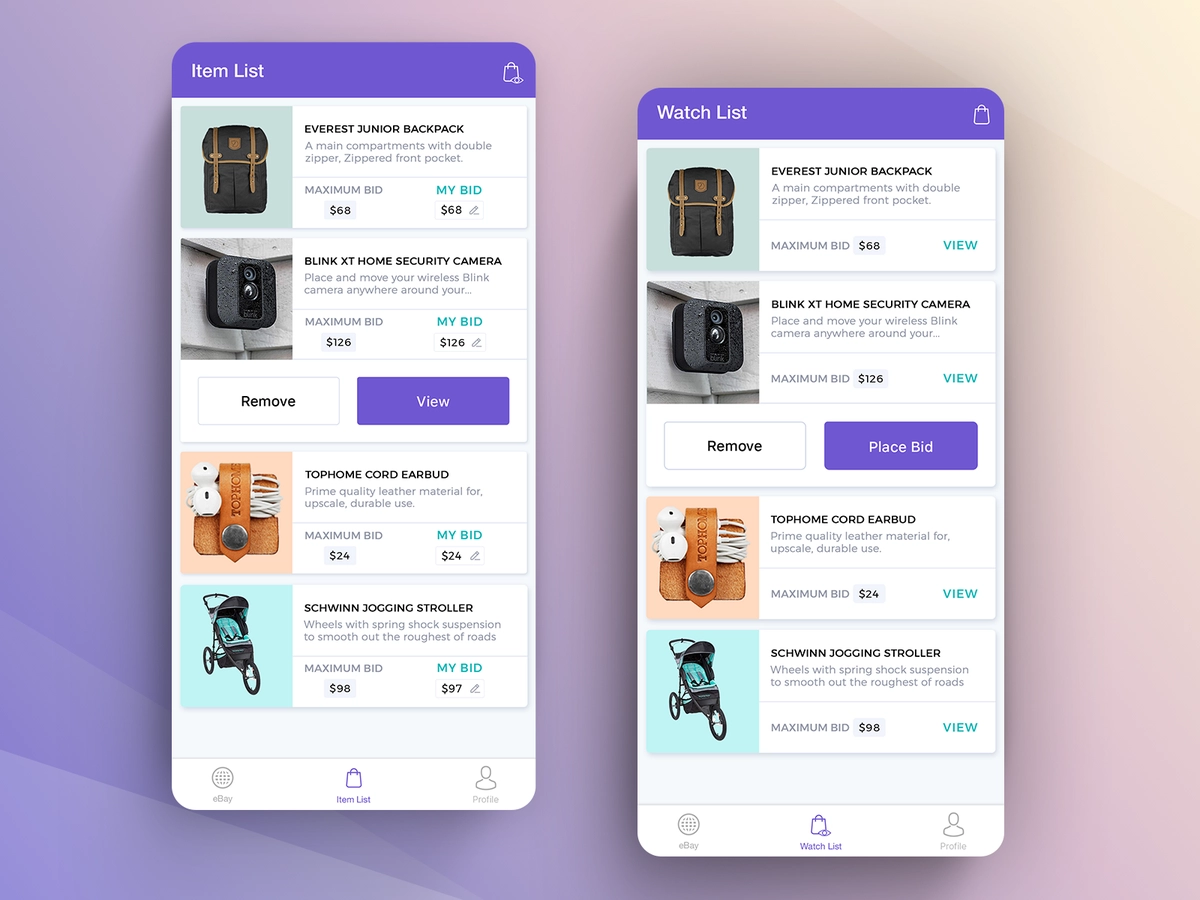 Item List
EVEREST JUNIOR BACKPACK
A main compartments with double
zipper, Zippered front pocket.
MAXIMUM BID MY BID
$68 $68
BLINK XT HOME SECURITY CAMERA
Place and move your wireless Blink
camera anywhere around your...
MAXIMUM BID MY BID
$126 $126
blink
Remove View
TOPHOME
TOPHOME CORD EARBUD
Prime quality leather material for,
upscale, durable use.
MAXIMUM BID MY BID
$24 $24
SCHWINN JOGGING STROLLER
Wheels with spring shock suspension
to smooth out the roughest of roads
MAXIMUM BID MY BID
$98 $97
eBay Item List Profile
Watch List
EVEREST JUNIOR BACKPACK
A main compartments with double
zipper, Zippered front pocket.
MAXIMUM BID $68 VIEW
BLINK XT HOME SECURITY CAMERA
Place and move your wireless Blink
camera anywhere around your...
blink
MAXIMUM BID $126 VIEW
Remove Place Bid
TOPHOME
TOPHOME CORD EARBUD
Prime quality leather material for,
upscale, durable use.
MAXIMUM BID $24 VIEW
SCHWINN JOGGING STROLLER
Wheels with spring shock suspension
to smooth out the roughest of roads
MAXIMUM BID $98 VIEW
eBay Watch List Profile